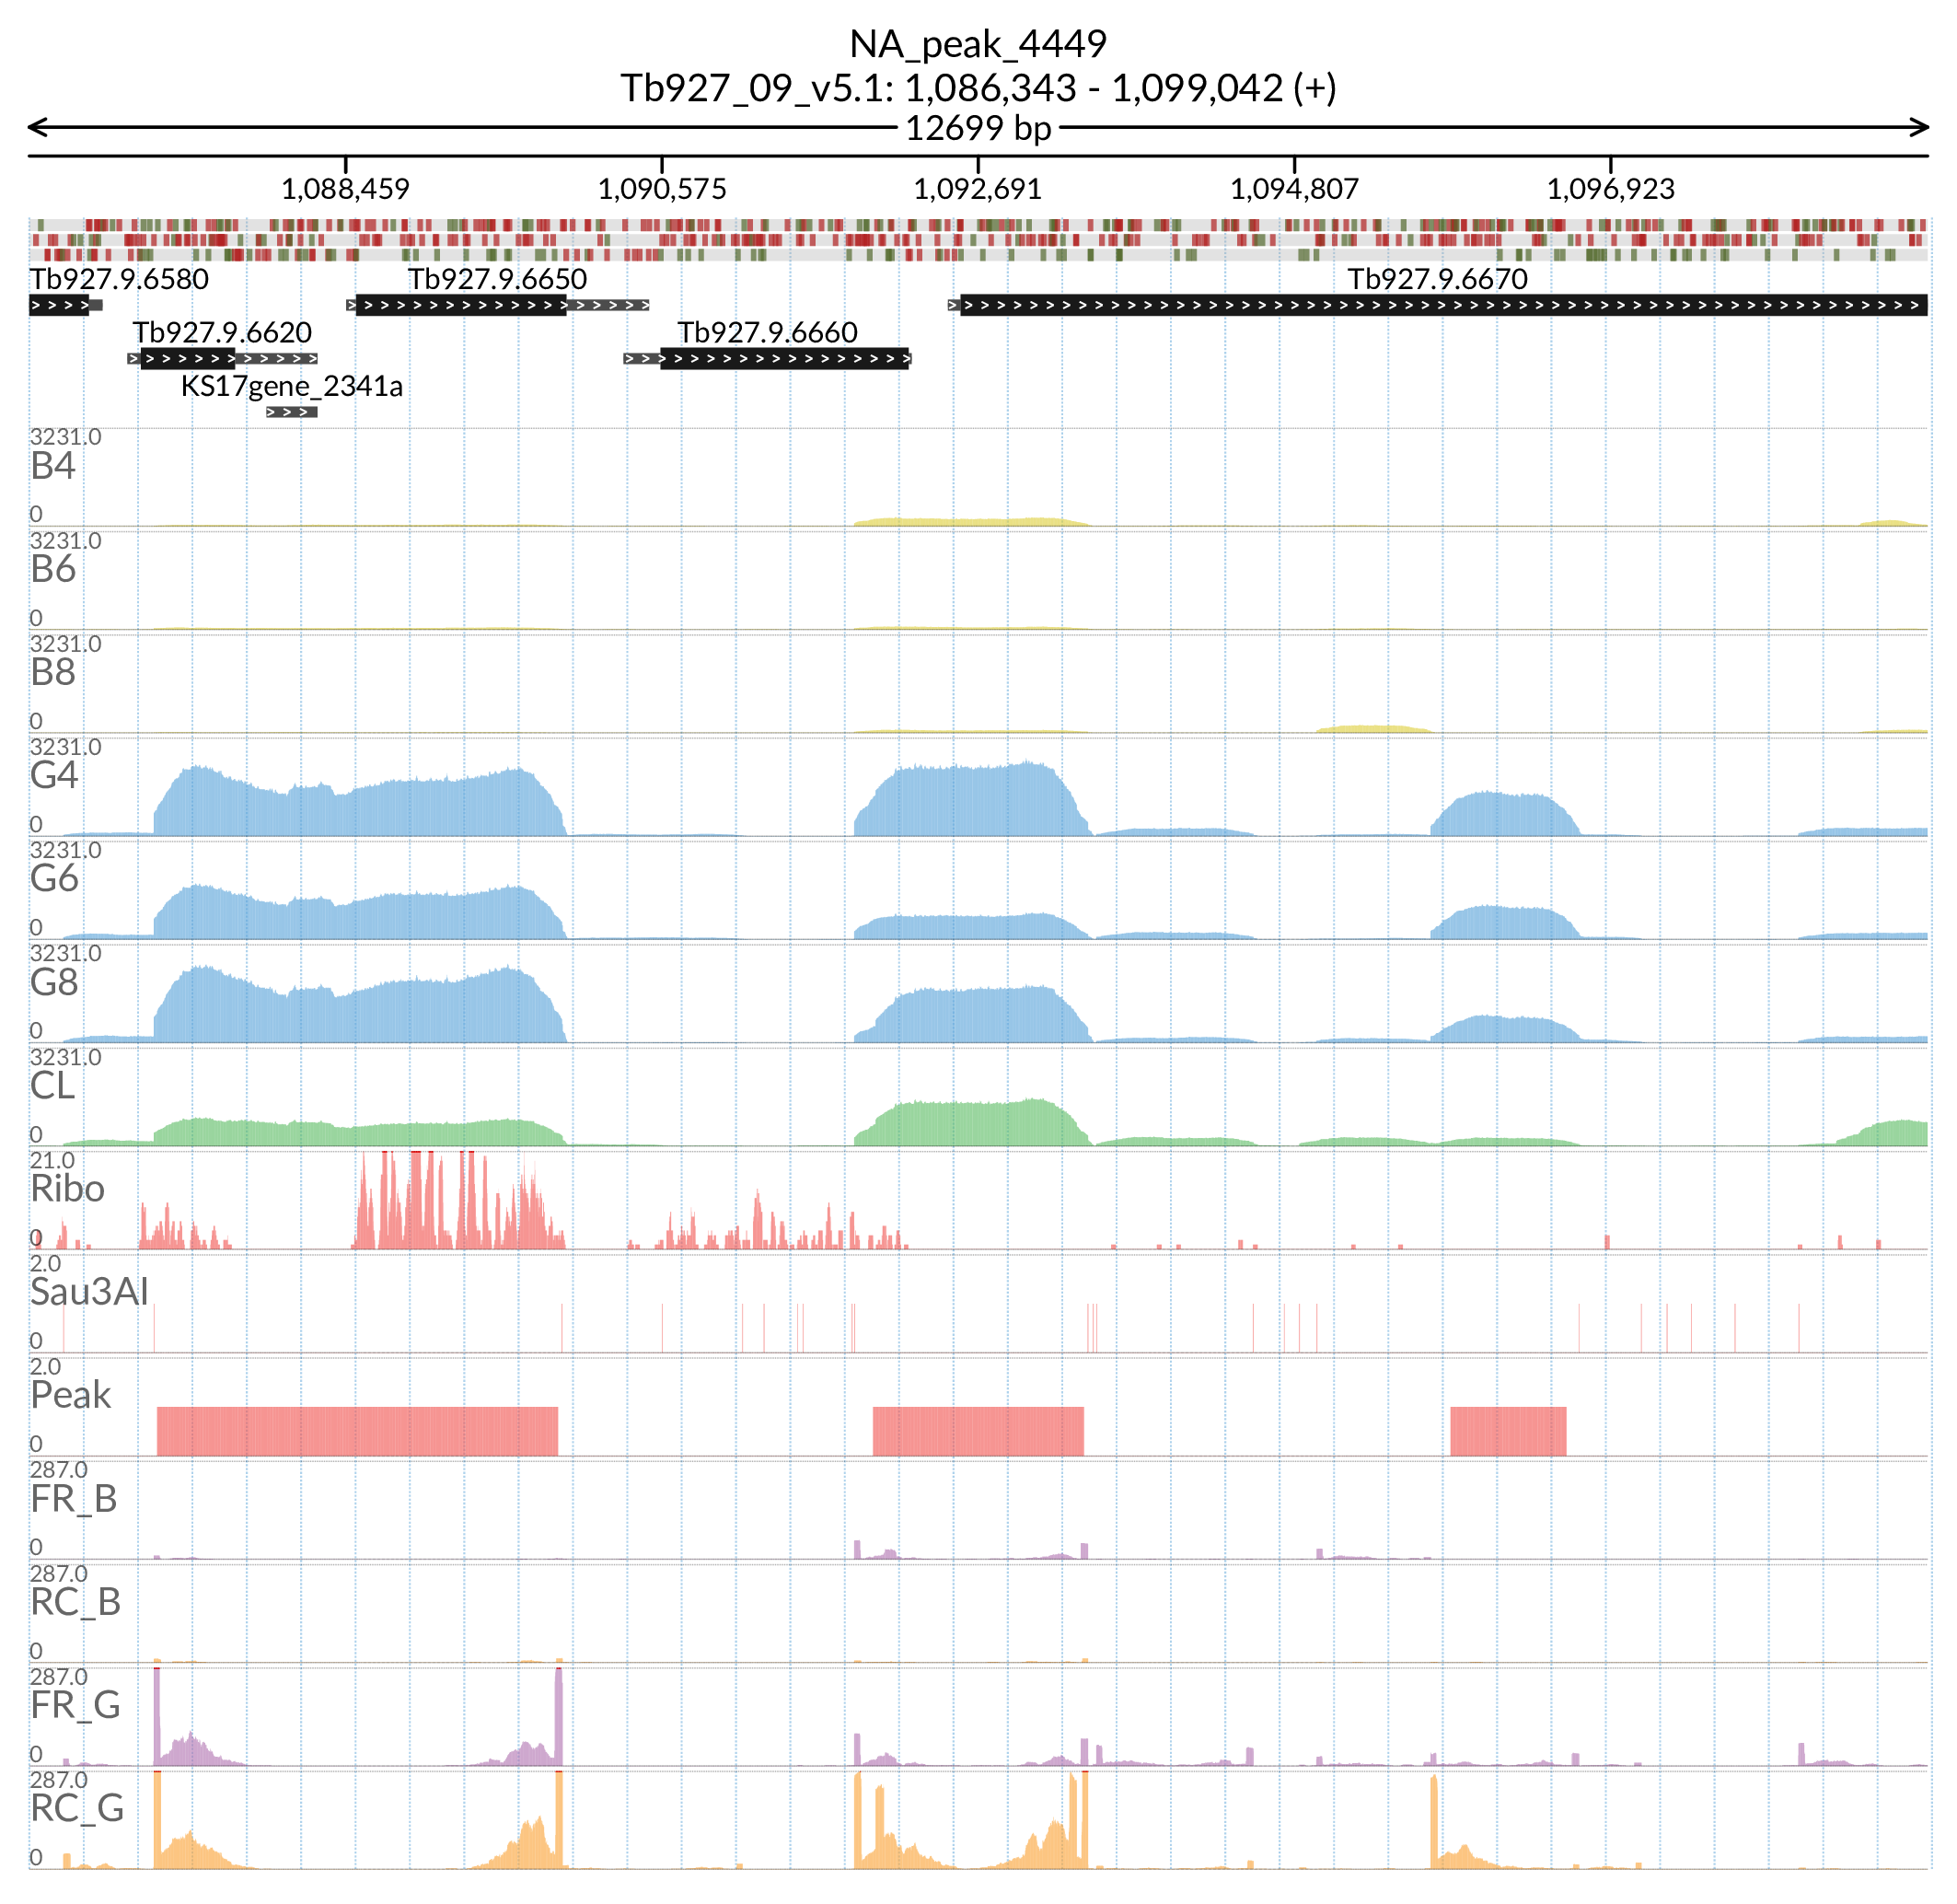 NA_peak_4449
Tb927_09_v5.1: 1,086,343 - 1,099,042 (+)
12699 bp
1,088,459 1,090,575 1,092,691 1,094,807 1,096,923
Tb927.9.6580 Tb927.9.6650 Tb927.9.6670
Tb927.9.6620 Tb927.9.6660
KS17gene_2341a
3231.0
B4
0
3231.0
B6
0
3231.0
B8
0
3231.0
G4
0
3231.0
G6
0
3231.0
G8
0
3231.0
CL
0
21.0
Ribo
0
2.0
Sau3AI
0
2.0
Peak
0
287.0
FR_B
0
287.0
RC_B
0
287.0
FR_G
0
287.0
RC_G
0